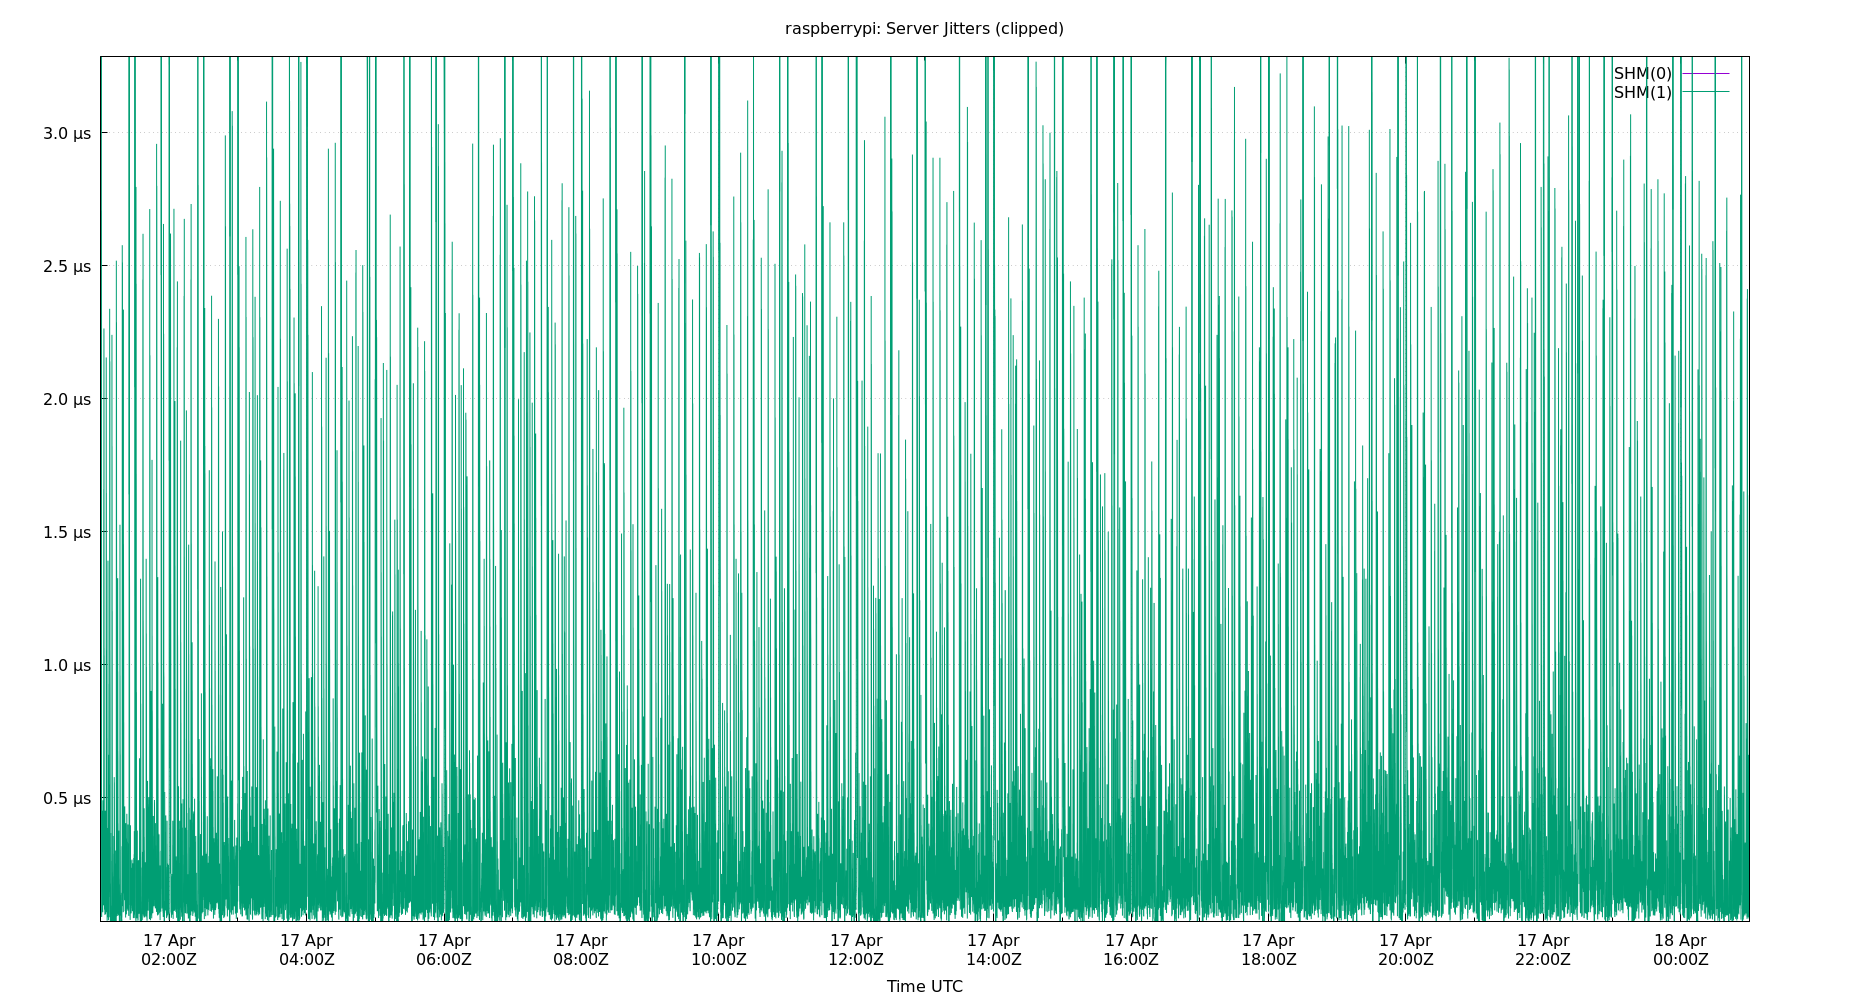 raspberrypi: Server Jitters (clipped)
SHM(0)
SHM(1)
3.0 µs
2.5 µs
2.0 µs
1.5 µs
1.0 µs
0.5 µs
17 Apr 17 Apr 17 Apr 17 Apr 17 Apr 17 Apr 17 Apr 17 Apr 17 Apr 17 Apr 17 Apr 18 Apr
02:00Z 04:00Z 06:00Z 08:00Z 10:00Z 12:00Z 14:00Z 16:00Z 18:00Z 20:00Z 22:00Z 00:00Z
Time UTC